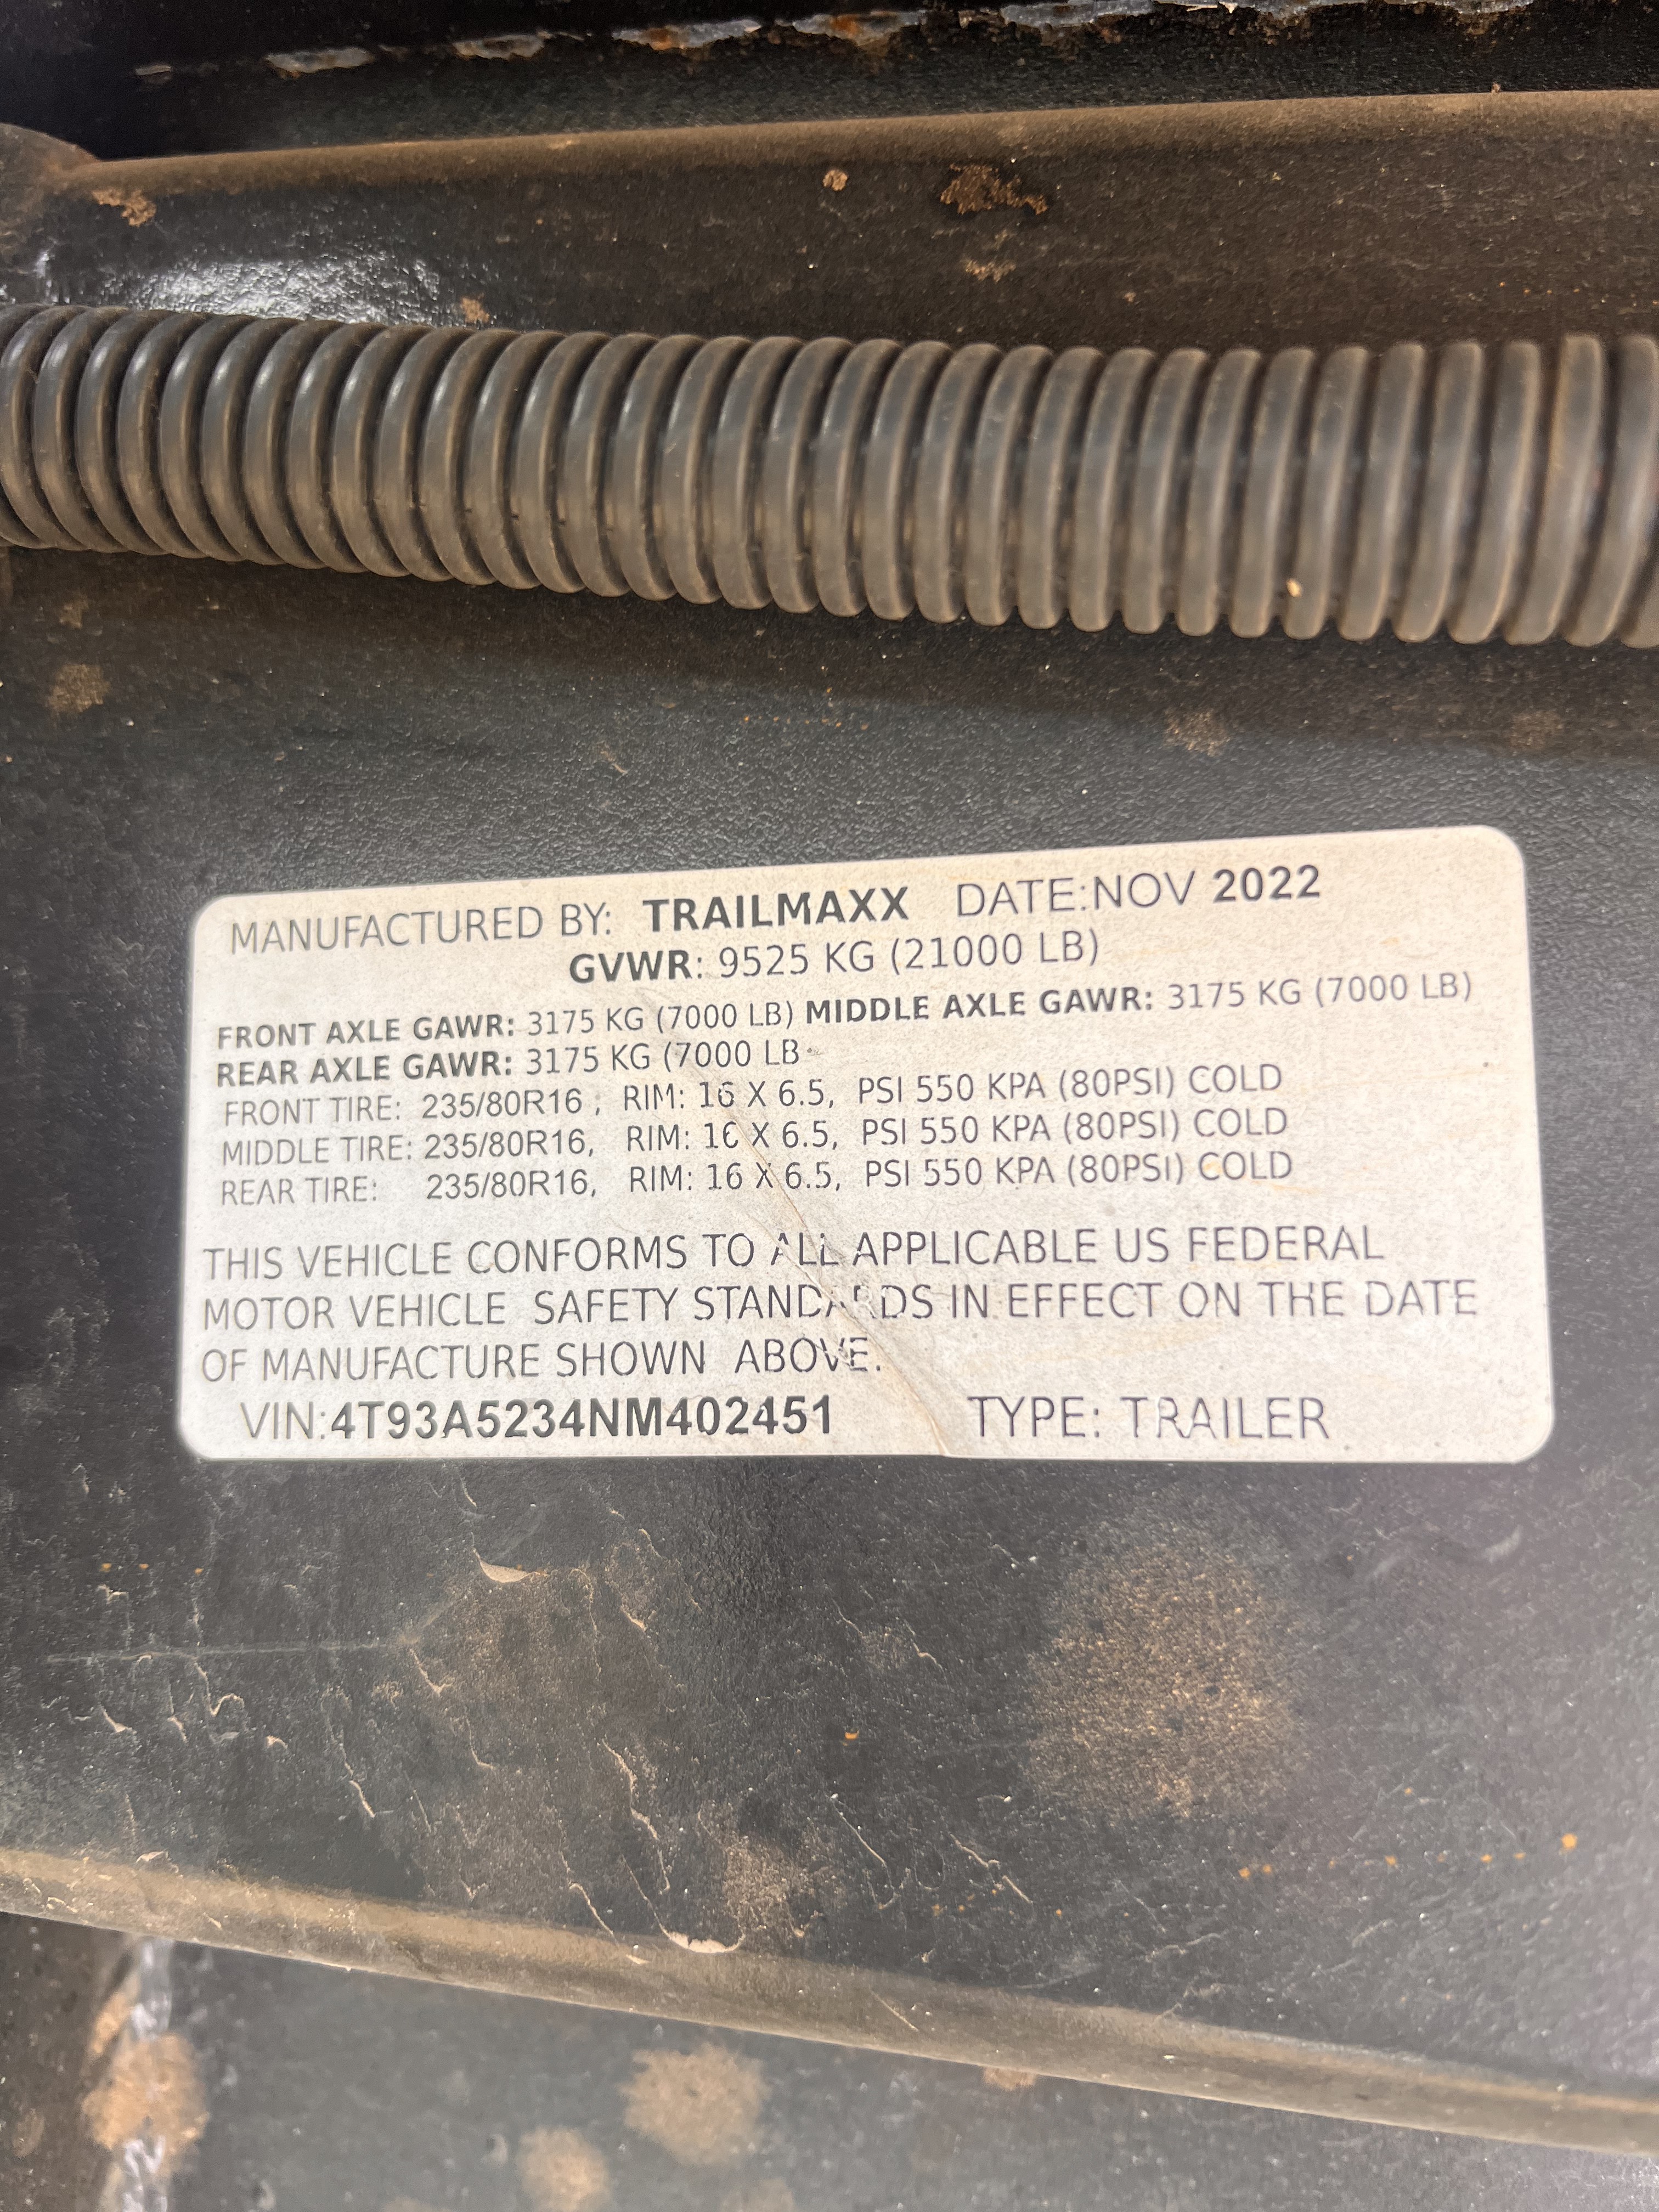 MANUFACTURED BY: TRAILMAXX DATE:NOV 2022
GVWR: 9525 KG (21000 LB)
FRONT AXLE GAWR: 3175 KG (7000 LB) MIDDLE AXLE GAWR: 3175 KG (7000 LB)
REAR AXLE GAWR: 3175 KG (7000 LB
FRONT TIRE: 235/80R16 , RIM: 16 X 6.5, PSI 550 KPA (80PSI) COLD
MIDDLE TIRE: 235/80R16, RIM: 16 X 6.5, PSI 550 KPA (80PSI) COLD
REAR TIRE: 235/80R16, RIM: 16 X 6.5, PSI 550 KPA (80PSI) COLD
THIS VEHICLE CONFORMS TO ALL APPLICABLE US FEDERAL
MOTOR VEHICLE SAFETY STANDARDS IN EFFECT ON THE DATE
OF MANUFACTURE SHOWN ABOVE.
VIN:4T93A5234NM402451 TYPE: TRAILER